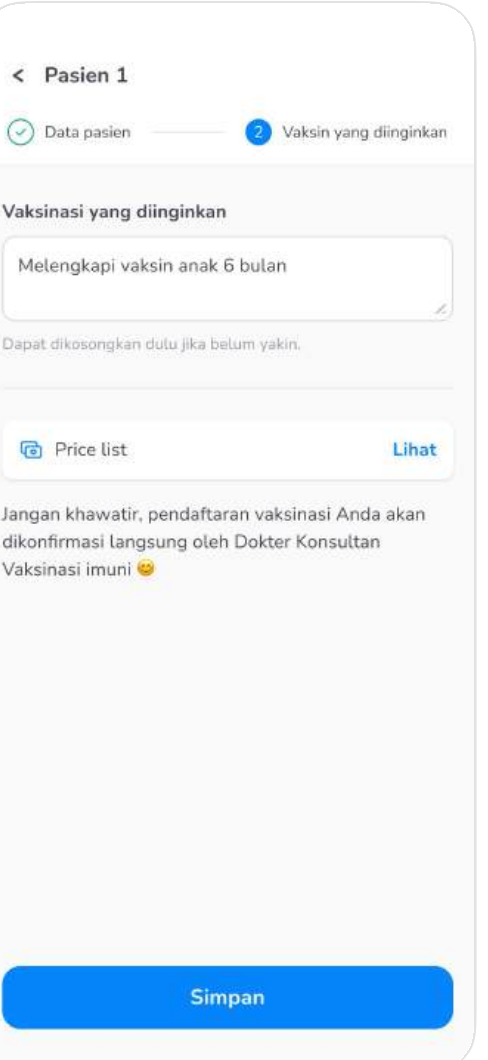 < Pasien 1
Data pasien
2 Vaksin yang diinginkan
Vaksinasi yang diinginkan
Melengkapi vaksin anak 6 bulan
Dapat dikosongkan dulu jika belum yakin.
Price list
Lihat
Jangan khawatir, pendaftaran vaksinasi Anda akan
dikonfirmasi langsung oleh Dokter Konsultan
Vaksinasi imuni 😊
Simpan